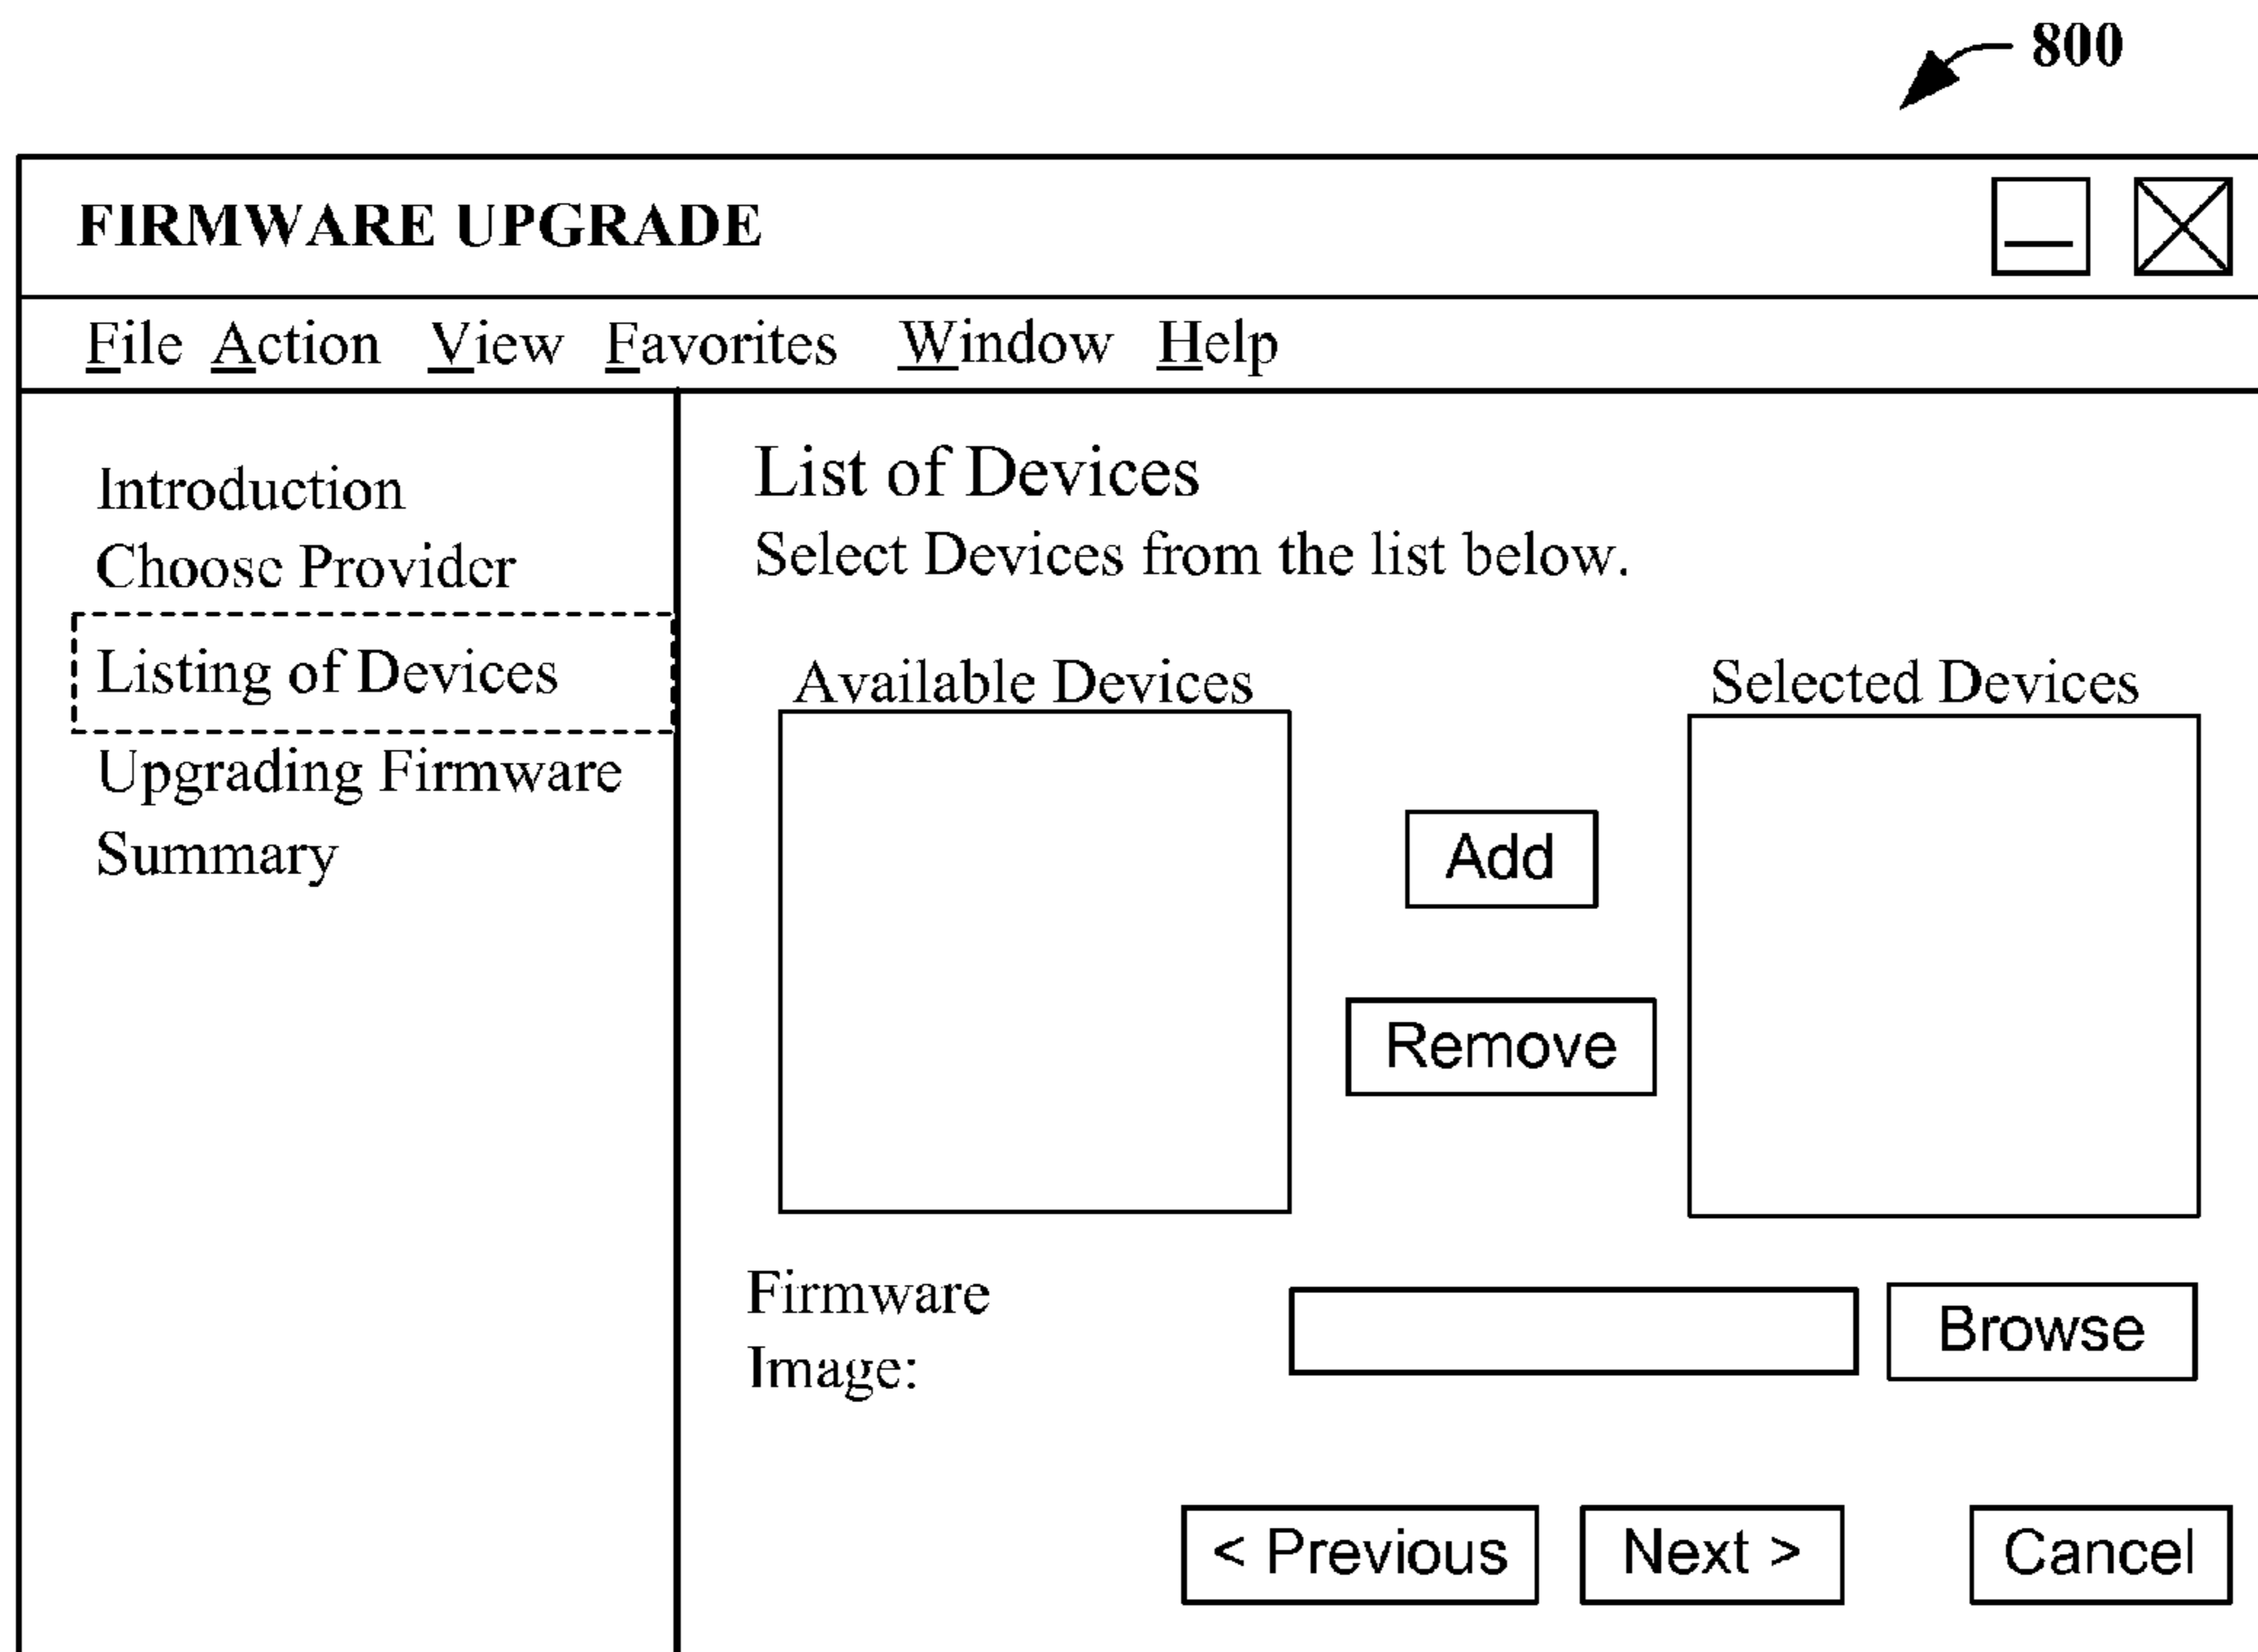 800
FIRMWARE UPGRADE
File Action View Favorites Window Help
Introduction
Choose Provider
Listing of Devices
Upgrading Firmware
Summary
List of Devices
Select Devices from the list below.
Available Devices
Selected Devices
Add
Remove
Firmware
Image:
Browse
< Previous
Next >
Cancel